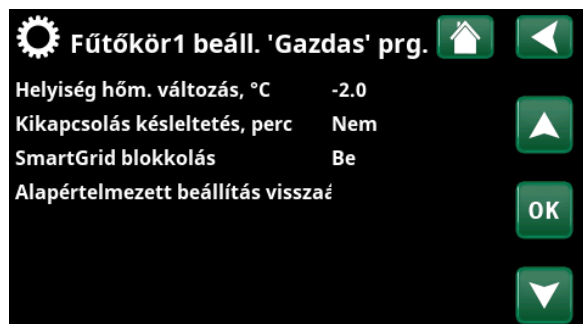 Fűtőkör1 beáll. 'Gazdas' prg.
Helyiség hőm. változás, °C -2.0
Kikapcsolás késleltetés, perc Nem
SmartGrid blokkolás Be
Alapértelmezett beállítás visszaá
OK